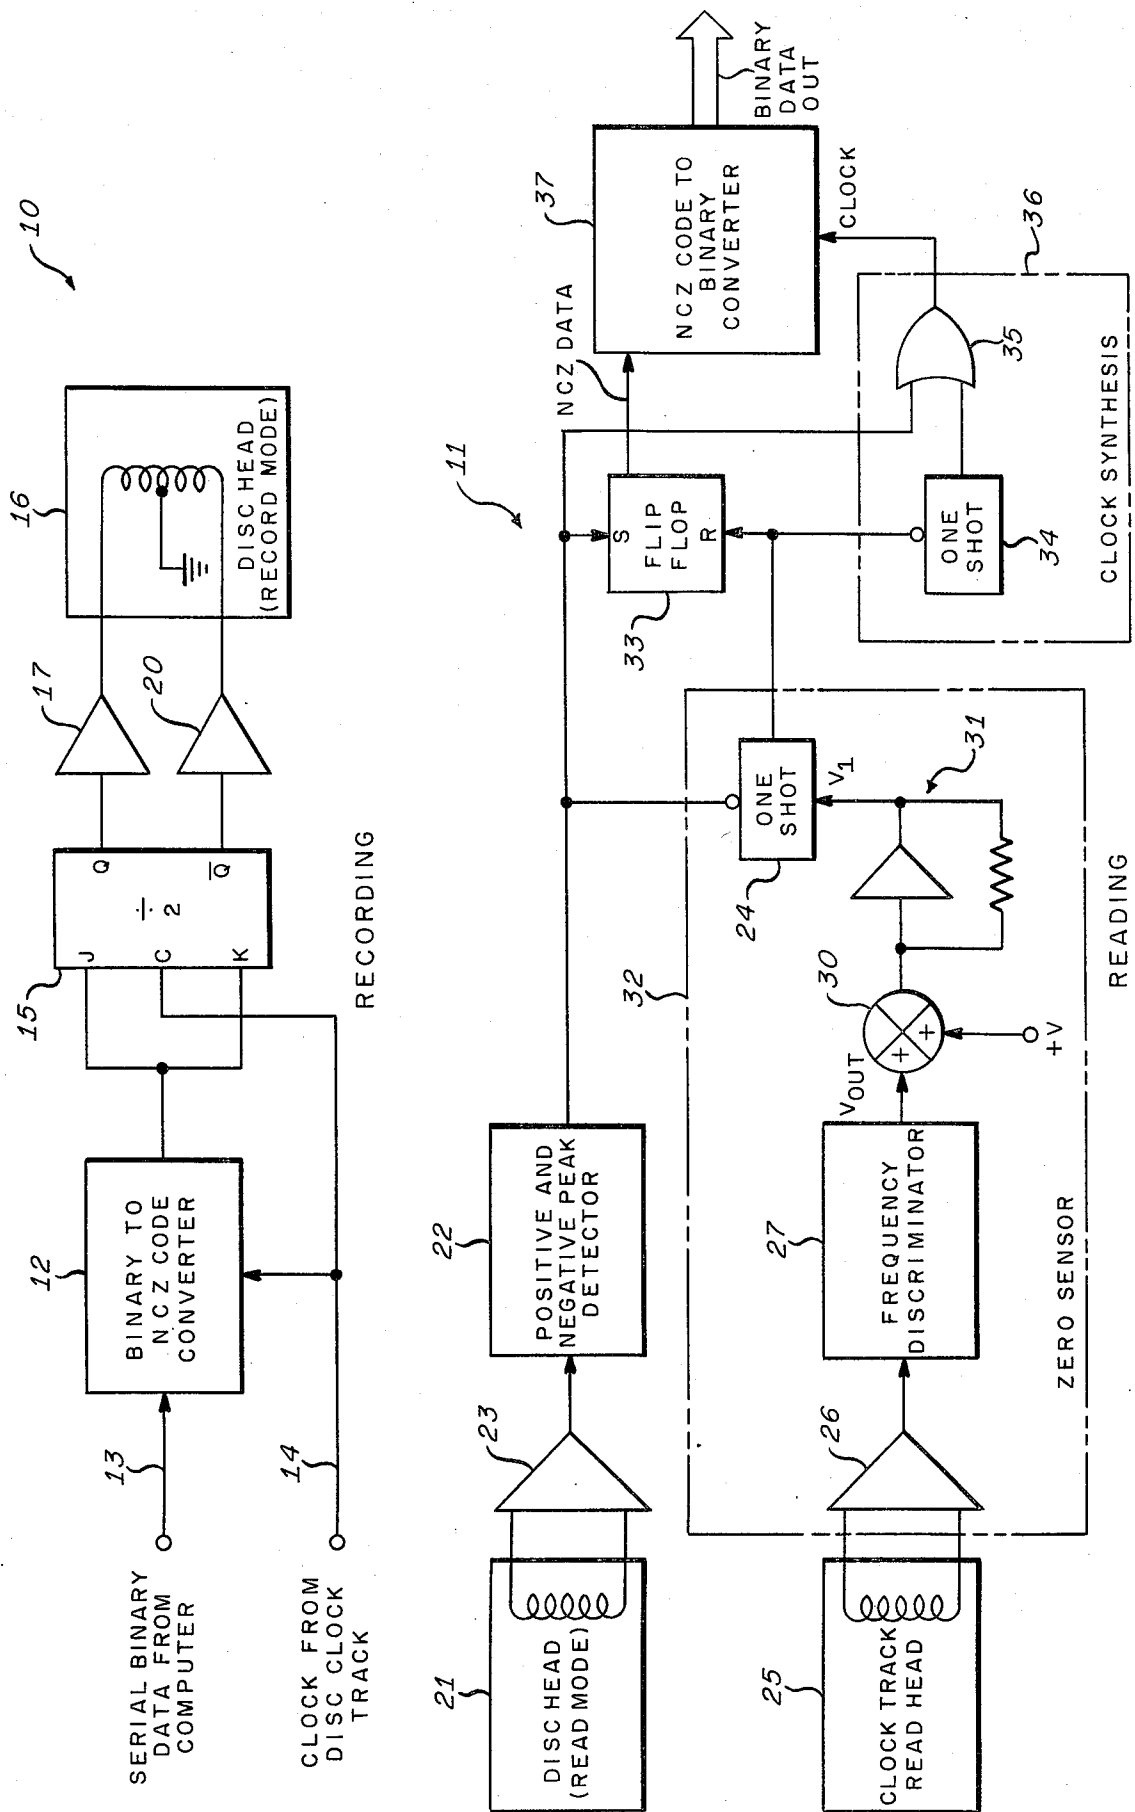 10
SERIAL BINARY
DATA FROM
COMPUTER
13
12
BINARY TO
NCZ CODE
CONVERTER
CLOCK FROM
DISC CLOCK
TRACK
14
15
J
C
K
÷
2
Q
Q̅
17
20
16
DISC HEAD
(RECORD MODE)
RECORDING
11
21
DISC HEAD
(READ MODE)
23
22
POSITIVE AND
NEGATIVE PEAK
DETECTOR
33
S
FLIP
FLOP
R
NCZ DATA
37
NCZ CODE TO
BINARY
CONVERTER
BINARY
DATA
OUT
CLOCK
32
24
ONE
SHOT
V1
31
25
CLOCK TRACK
READ HEAD
26
27
FREQUENCY
DISCRIMINATOR
VOUT
30
+
+
+V
ZERO SENSOR
34
ONE
SHOT
35
36
CLOCK SYNTHESIS
READING